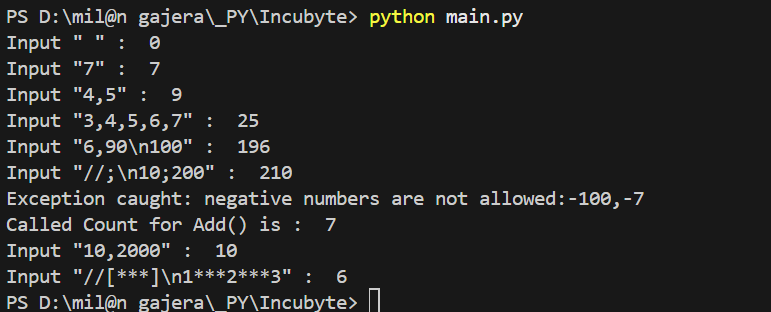 PS D:\mil@n gajera\_PY\Incubyte> python main.py
Input " " :  0
Input "7" :  7
Input "4,5" :  9
Input "3,4,5,6,7" :  25
Input "6,90\n100" :  196
Input "//;\n10;200" :  210
Exception caught: negative numbers are not allowed:-100,-7
Called Count for Add() is :  7
Input "10,2000" :  10
Input "//[***]\n1***2***3" :  6
PS D:\mil@n gajera\_PY\Incubyte>